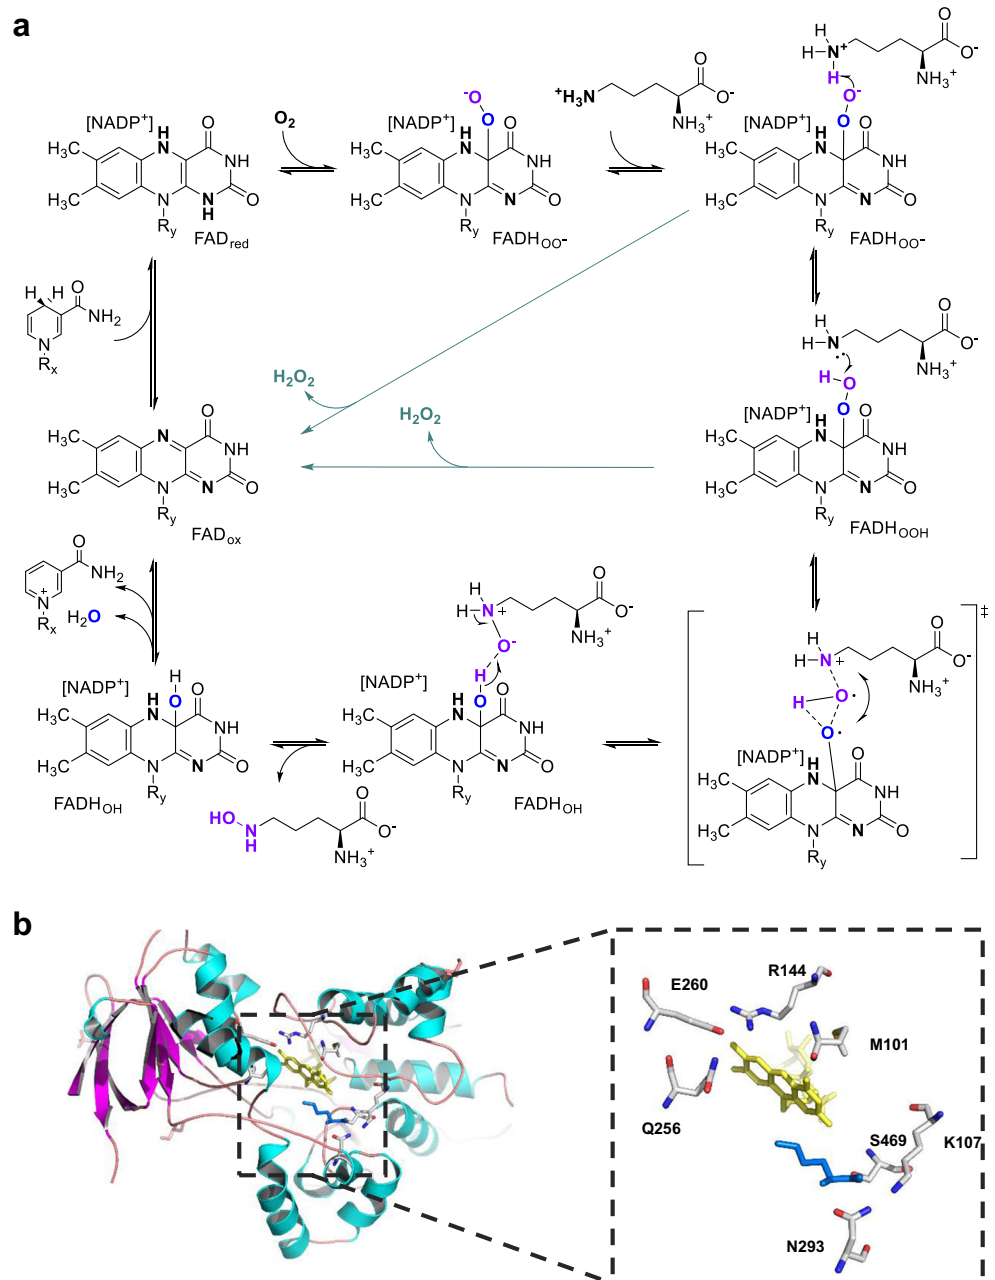 a
H
H
N+
H
O
O-
NH3+
O-
O
[NADP+]
H
N
O
NH
N
O
N
H3C
H3C
Ry
FADHOO-
+H3N
O
O-
NH3+
-O
O
[NADP+]
H
N
O
NH
N
O
N
H3C
H3C
Ry
FADHOO-
O2
[NADP+]
H
N
O
NH
N
H
O
N
H3C
H3C
Ry
FADred
H H O
NH2
N
Rx
H
H
N
O
O-
NH3+
H
O
O
[NADP+]
H
N
O
NH
N
O
N
H3C
H3C
Ry
FADHOOH
H2O2
H2O2
O
N
NH
N
O
N
H3C
H3C
Ry
FADox
O
NH2
N+
Rx
H2O
[NADP+]
H
N
H
O
O
NH
N
O
N
H3C
H3C
Ry
FADHOH
HO
N
H
O
O-
NH3+
H
H
N+
O
O-
NH3+
O-
H
O
[NADP+]
H
N
O
NH
N
O
N
H3C
H3C
Ry
FADHOH
‡
H
H
N+
O
O-
NH3+
H
O·
O·
[NADP+]
H
N
O
NH
N
O
N
H3C
H3C
Ry
b
E260
R144
M101
Q256
S469
K107
N293